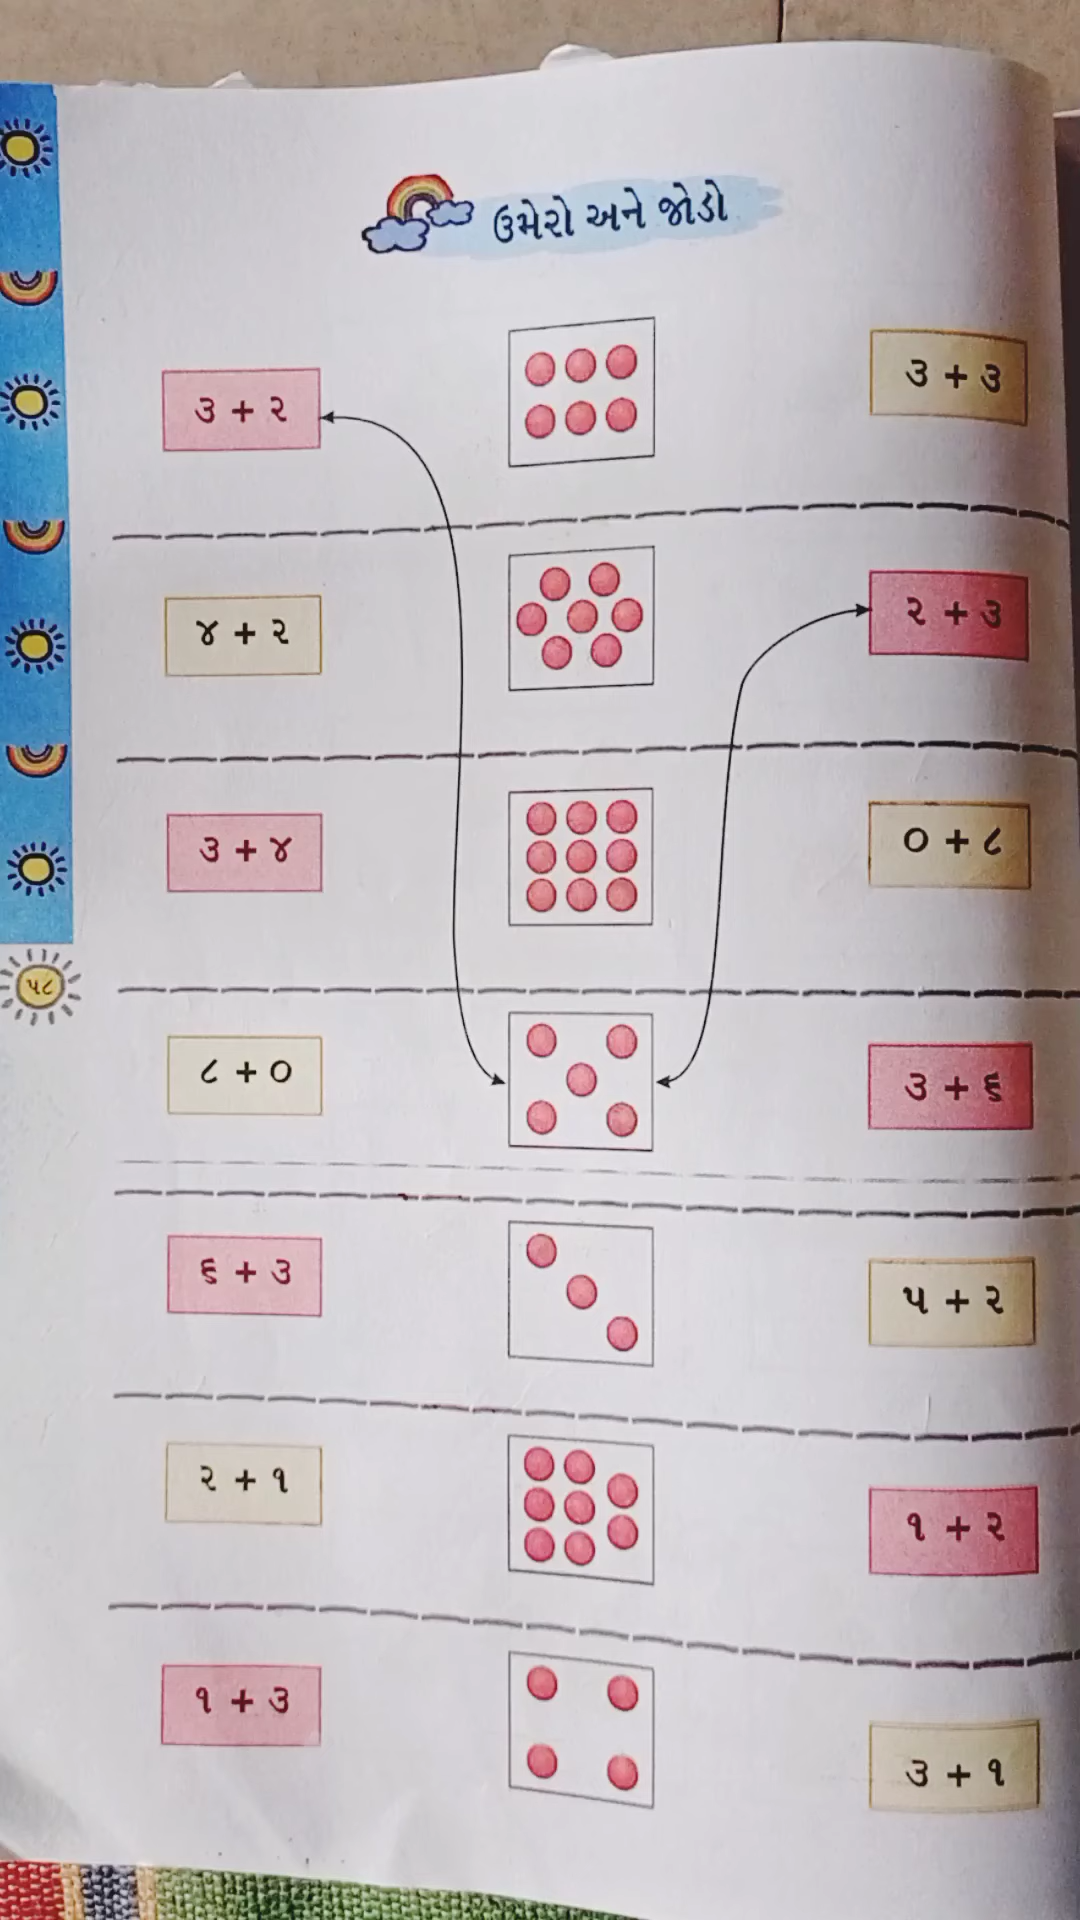 ઉમેરો અને જોડો
૩ + ૨
૩ + ૩
૪ + ૨
૨ + ૩
૩ + ૪
૦ + ૮
૫૮
૮ + ૦
૩ + ૬
૬ + ૩
૫ + ૨
૨ + ૧
૧ + ૨
૧ + ૩
૩ + ૧